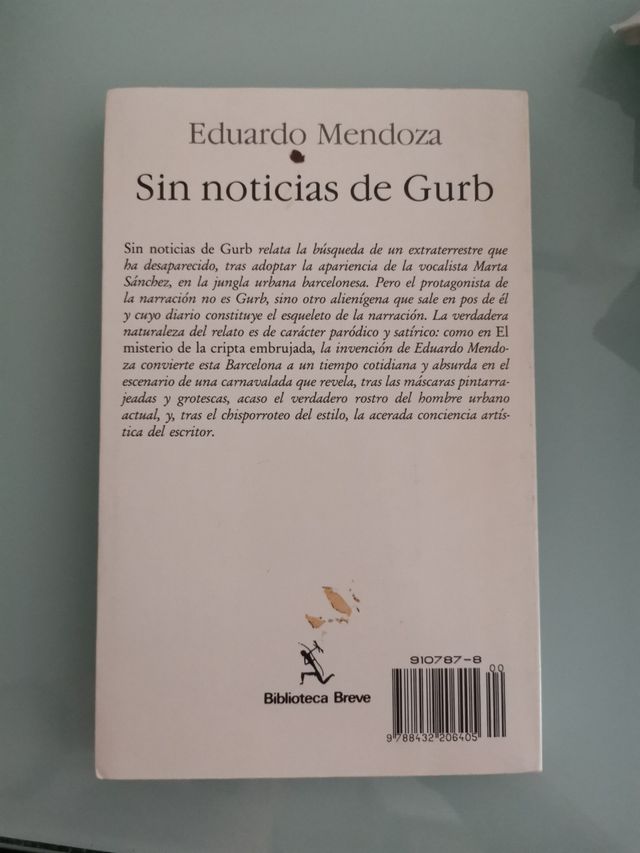 Eduardo Mendoza
Sin noticias de Gurb
Sin noticias de Gurb relata la búsqueda de un extraterrestre que
ha desaparecido, tras adoptar la apariencia de la vocalista Marta
Sánchez, en la jungla urbana barcelonesa. Pero el protagonista de
la narración no es Gurb, sino otro alienígena que sale en pos de él
y cuyo diario constituye el esqueleto de la narración. La verdadera
naturaleza del relato es de carácter paródico y satírico: como en El
misterio de la cripta embrujada, la invención de Eduardo Mendo-
za convierte esta Barcelona a un tiempo cotidiana y absurda en el
escenario de una carnavalada que revela, tras las máscaras pintarra-
jeadas y grotescas, acaso el verdadero rostro del hombre urbano
actual, y, tras el chisporroteo del estilo, la acerada conciencia artís-
tica del escritor.
Biblioteca Breve
910787-8
00
9 788432 206405